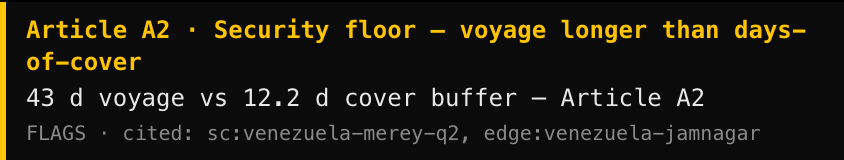 Article A2 · Security floor — voyage longer than days-
of-cover
43 d voyage vs 12.2 d cover buffer — Article A2
FLAGS · cited: sc:venezuela-merey-q2, edge:venezuela-jamnagar